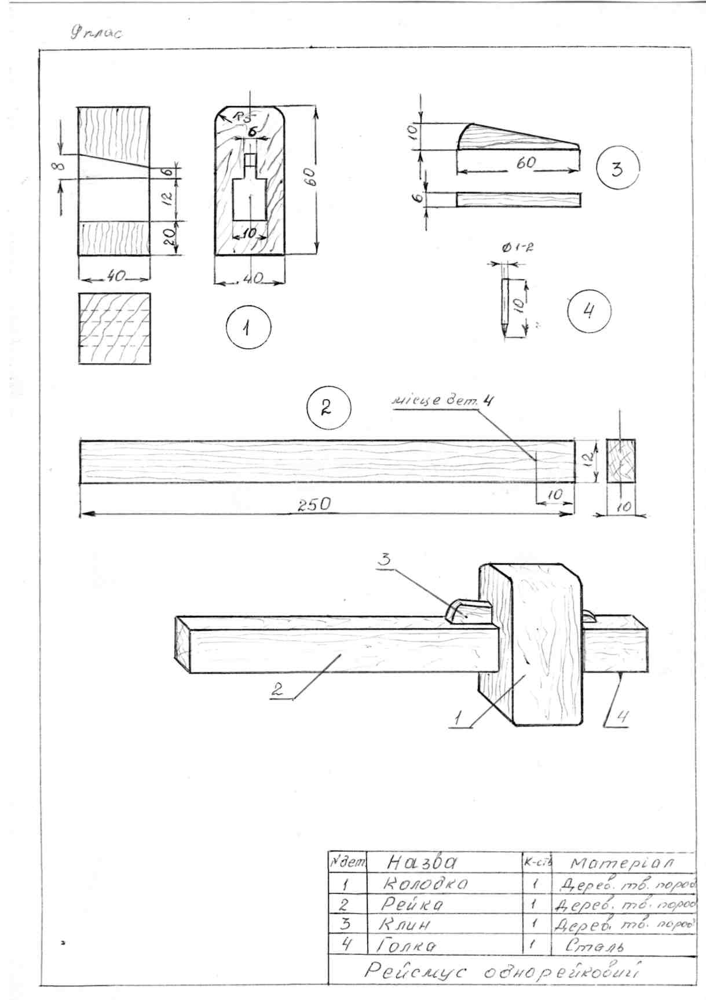 9 клас
R5
6
8
6
12
20
60
10
40
40
1
10
60
6
3
Ø 1-2
10
4
2
місце дет. 4
12
10
250
10
3
2
1
4
№дет. Назва К-сть Матеріал
1 Колодка 1 Дерев. тв. пород
2 Рейка 1 Дерев. тв. пород
3 Клин 1 Дерев. тв. пород
4 Голка 1 Сталь
Рейсмус однорейковий